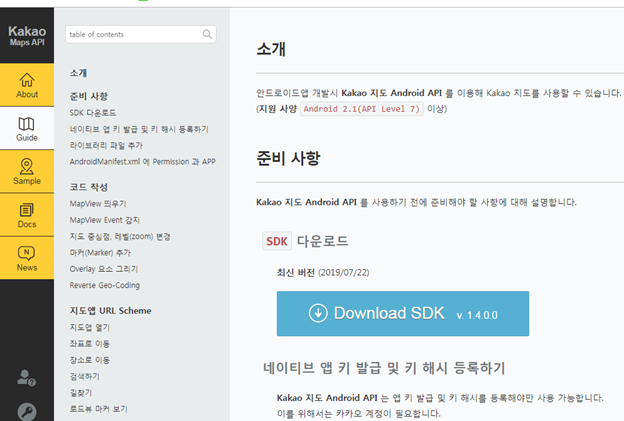 Kakao
Maps API
About
Guide
Sample
Docs
N
News
table of contents
소개
준비 사항
SDK 다운로드
네이티브 앱 키 발급 및 키 해시 등록하기
라이브러리 파일 추가
AndroidManifest.xml 에 Permission 과 APP
코드 작성
MapView 띄우기
MapView Event 감지
지도 중심점, 레벨(zoom) 변경
마커(Marker) 추가
Overlay 요소 그리기
Reverse Geo-Coding
지도앱 URL Scheme
지도앱 열기
좌표로 이동
장소로 이동
검색하기
길찾기
로드뷰 마커 보기
소개
안드로이드앱 개발시 Kakao 지도 Android API 를 이용해 Kakao 지도를 사용할 수 있습니다.
(지원 사양 Android 2.1(API Level 7) 이상)
준비 사항
Kakao 지도 Android API 를 사용하기 전에 준비해야 할 사항에 대해 설명합니다.
SDK 다운로드
최신 버전 (2019/07/22)
Download SDK v. 1.4.0.0
네이티브 앱 키 발급 및 키 해시 등록하기
Kakao 지도 Android API 는 앱 키 발급 및 키 해시를 등록해야만 사용 가능합니다.
이를 위해서는 카카오 계정이 필요합니다.